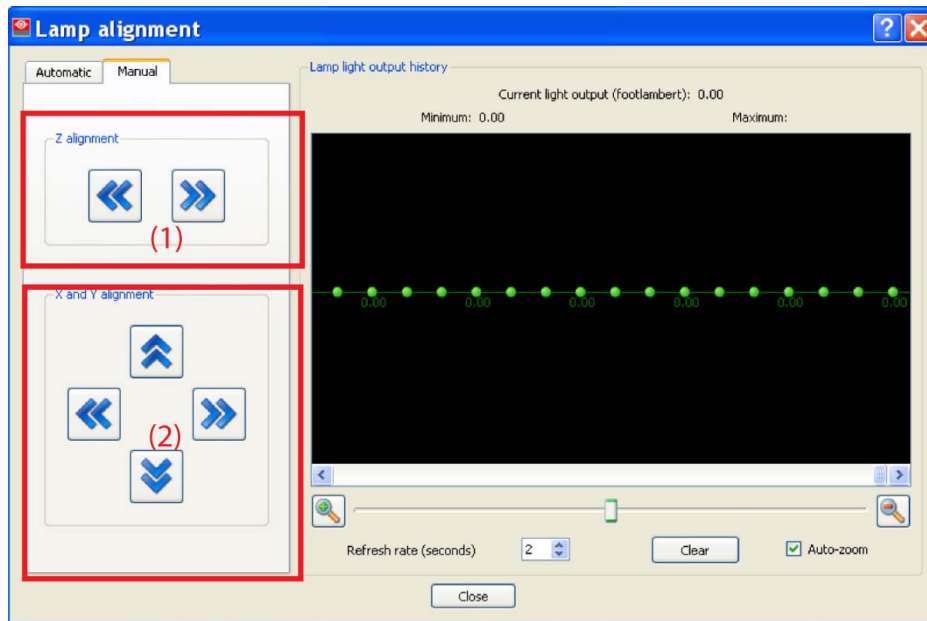 Lamp alignment
Automatic Manual
Z alignment
(1)
X and Y alignment
(2)
Lamp light output history
Current light output (footlambert): 0.00
Minimum: 0.00 Maximum:
0.00 0.00 0.00 0.00 0.00 0.00
Refresh rate (seconds) 2 Clear Auto-zoom
Close